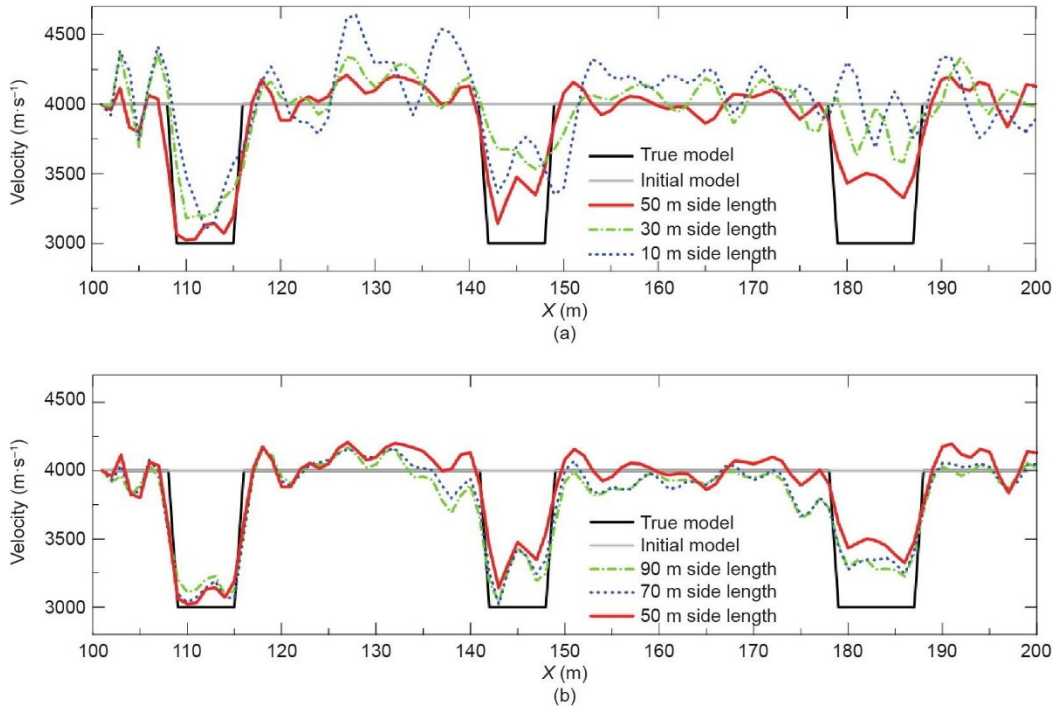 4500
4000
3500
3000
Velocity (m·s⁻¹)
True model
Initial model
50 m side length
30 m side length
10 m side length
100 110 120 130 140 150 160 170 180 190 200
X (m)
(a)
4500
4000
3500
3000
Velocity (m·s⁻¹)
True model
Initial model
90 m side length
70 m side length
50 m side length
100 110 120 130 140 150 160 170 180 190 200
X (m)
(b)